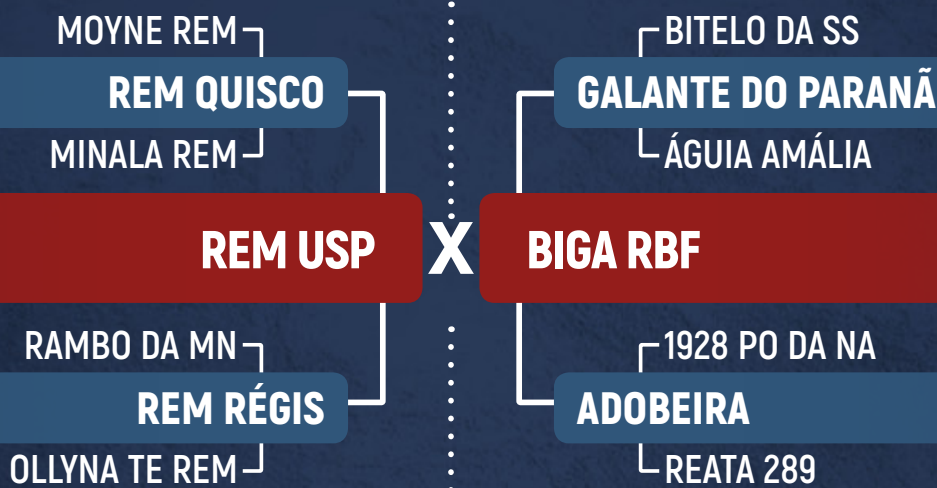 MOYNE REM
REM QUISCO
MINALA REM
REM USP
RAMBO DA MN
REM RÉGIS
OLLYNA TE REM
X
BITELO DA SS
GALANTE DO PARANÃ
ÁGUIA AMÁLIA
BIGA RBF
1928 PO DA NA
ADOBEIRA
REATA 289